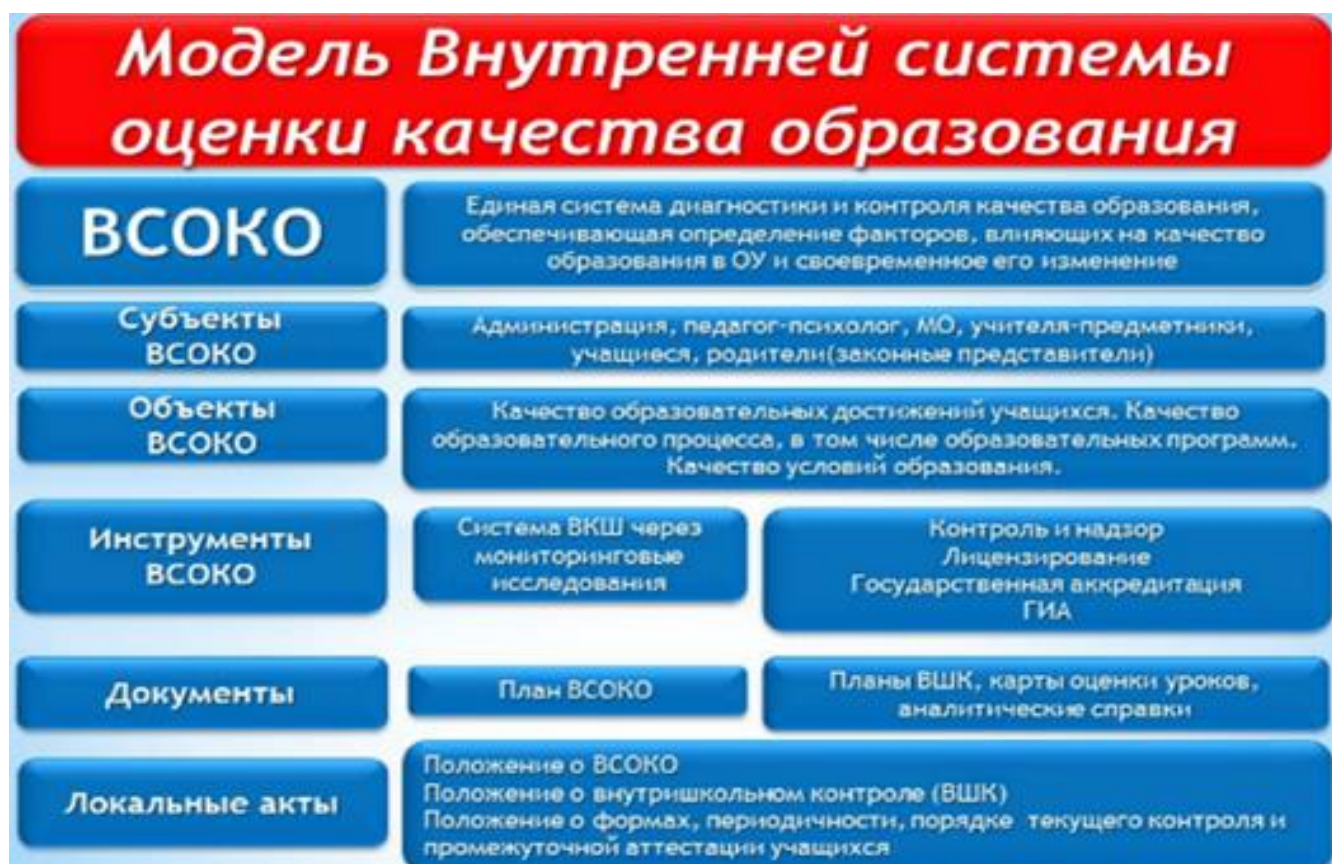 Модель Внутренней системы
оценки качества образования
ВСОКО
Единая система диагностики и контроля качества образования,
обеспечивающая определение факторов, влияющих на качество
образования в ОУ и своевременное его изменение
Субъекты
ВСОКО
Администрация, педагог-психолог, МО, учителя-предметники,
учащиеся, родители(законные представители)
Объекты
ВСОКО
Качество образовательных достижений учащихся. Качество
образовательного процесса, в том числе образовательных программ.
Качество условий образования.
Инструменты
ВСОКО
Система ВКШ через
мониторинговые
исследования
Контроль и надзор
Лицензирование
Государственная аккредитация
ГИА
Документы
План ВСОКО
Планы ВШК, карты оценки уроков,
аналитические справки
Локальные акты
Положение о ВСОКО
Положение о внутришкольном контроле (ВШК)
Положение о формах, периодичности, порядке текущего контроля и
промежуточной аттестации учащихся